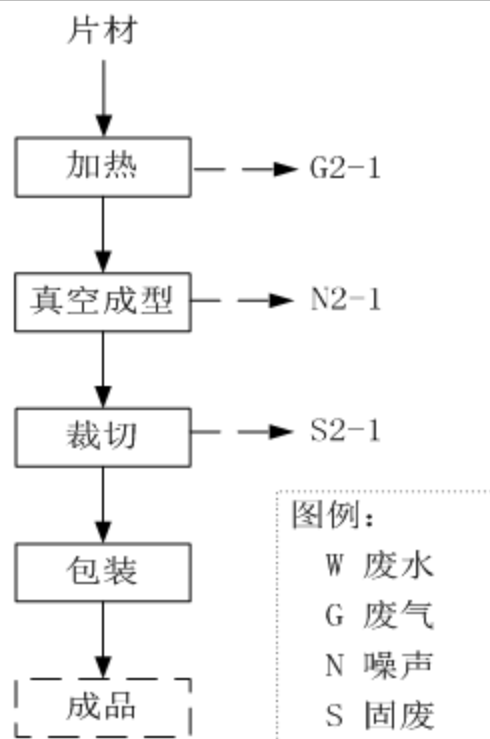 片材
加热
G2-1
真空成型
N2-1
裁切
S2-1
包装
成品
图例：
W 废水
G 废气
N 噪声
S 固废